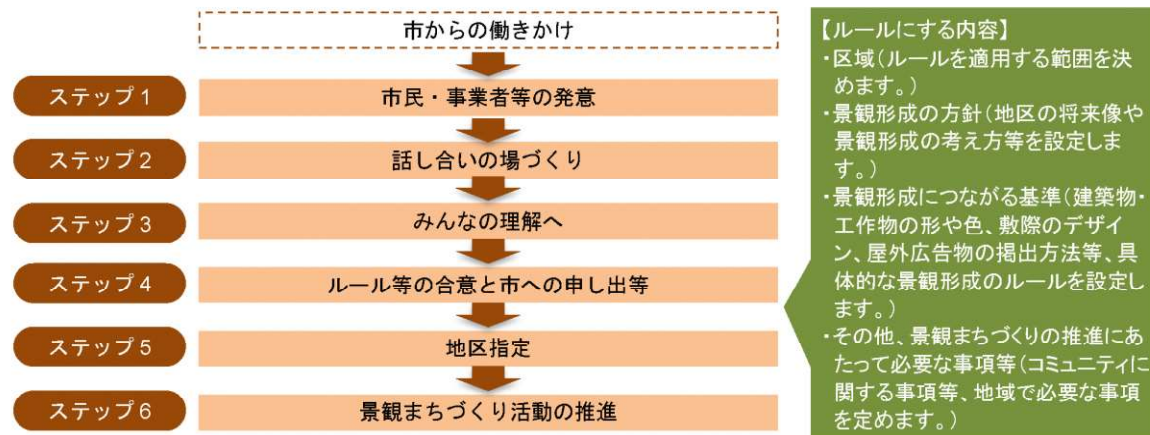 市からの働きかけ
ステップ1
市民・事業者等の発意
ステップ2
話し合いの場づくり
ステップ3
みんなの理解へ
ステップ4
ルール等の合意と市への申し出等
ステップ5
地区指定
ステップ6
景観まちづくり活動の推進
【ルールにする内容】
・区域(ルールを適用する範囲を決
めます。)
・景観形成の方針(地区の将来像や
景観形成の考え方等を設定しま
す。)
・景観形成につながる基準(建築物・
工作物の形や色、敷際のデザイ
ン、屋外広告物の掲出方法等、具
体的な景観形成のルールを設定し
ます。)
・その他、景観まちづくりの推進にあ
たって必要な事項等(コミュニティに
関する事項等、地域で必要な事項
を定めます。)